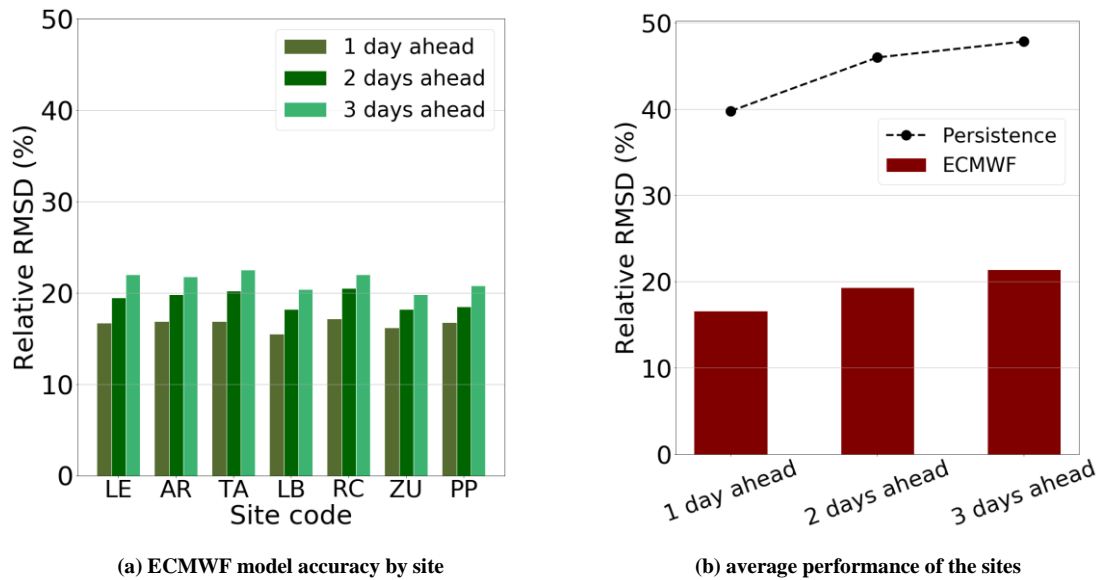 50
40
30
20
10
0
Relative RMSD (%)
1 day ahead
2 days ahead
3 days ahead
LE AR TA LB RC ZU PP
Site code
(a) ECMWF model accuracy by site
50
40
30
20
10
0
Relative RMSD (%)
Persistence
ECMWF
1 day ahead 2 days ahead 3 days ahead
(b) average performance of the sites